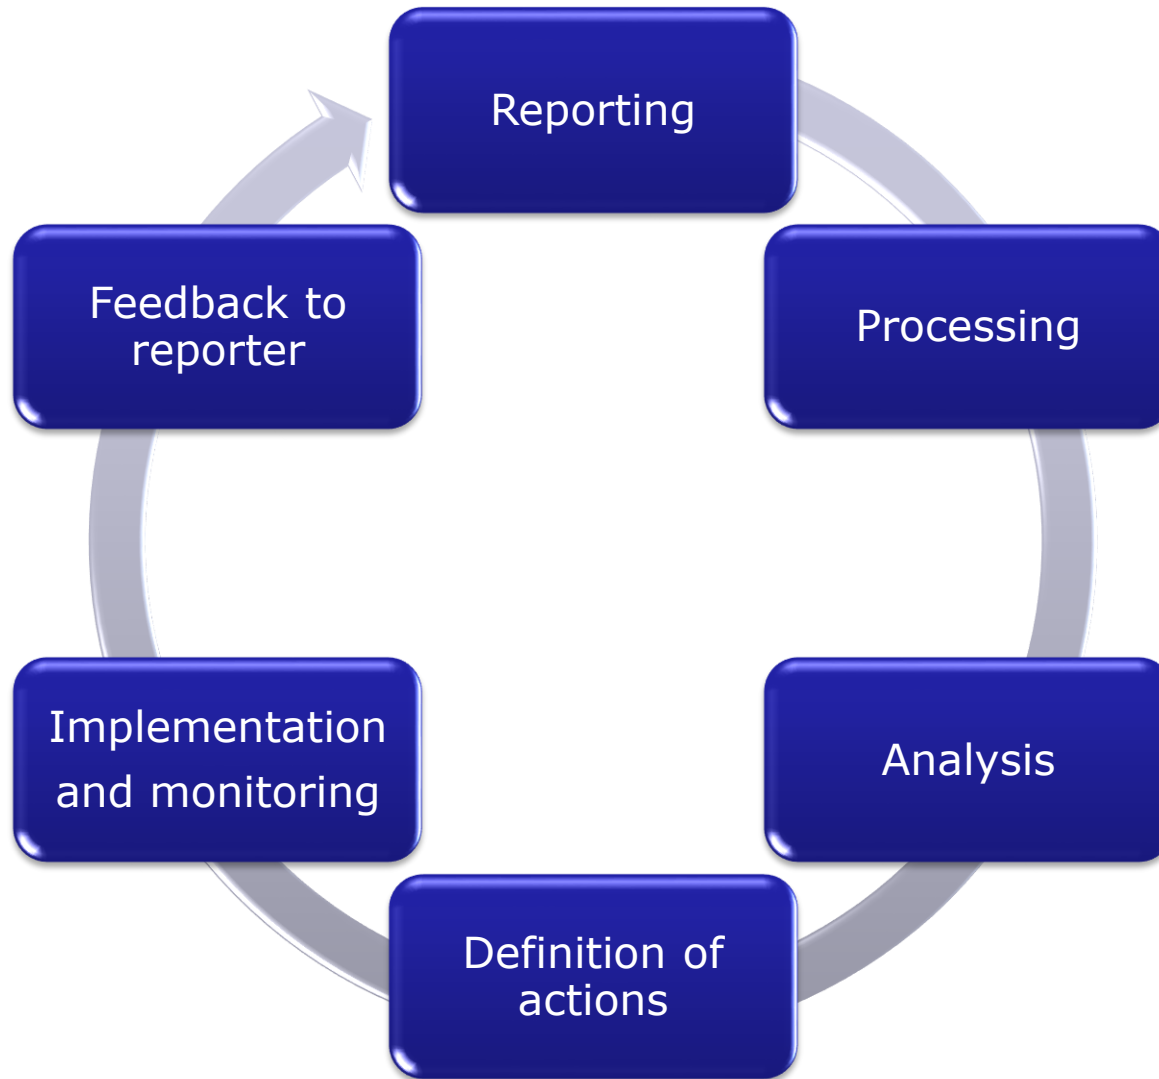 Reporting
Processing
Analysis
Definition of
actions
Implementation
and monitoring
Feedback to
reporter